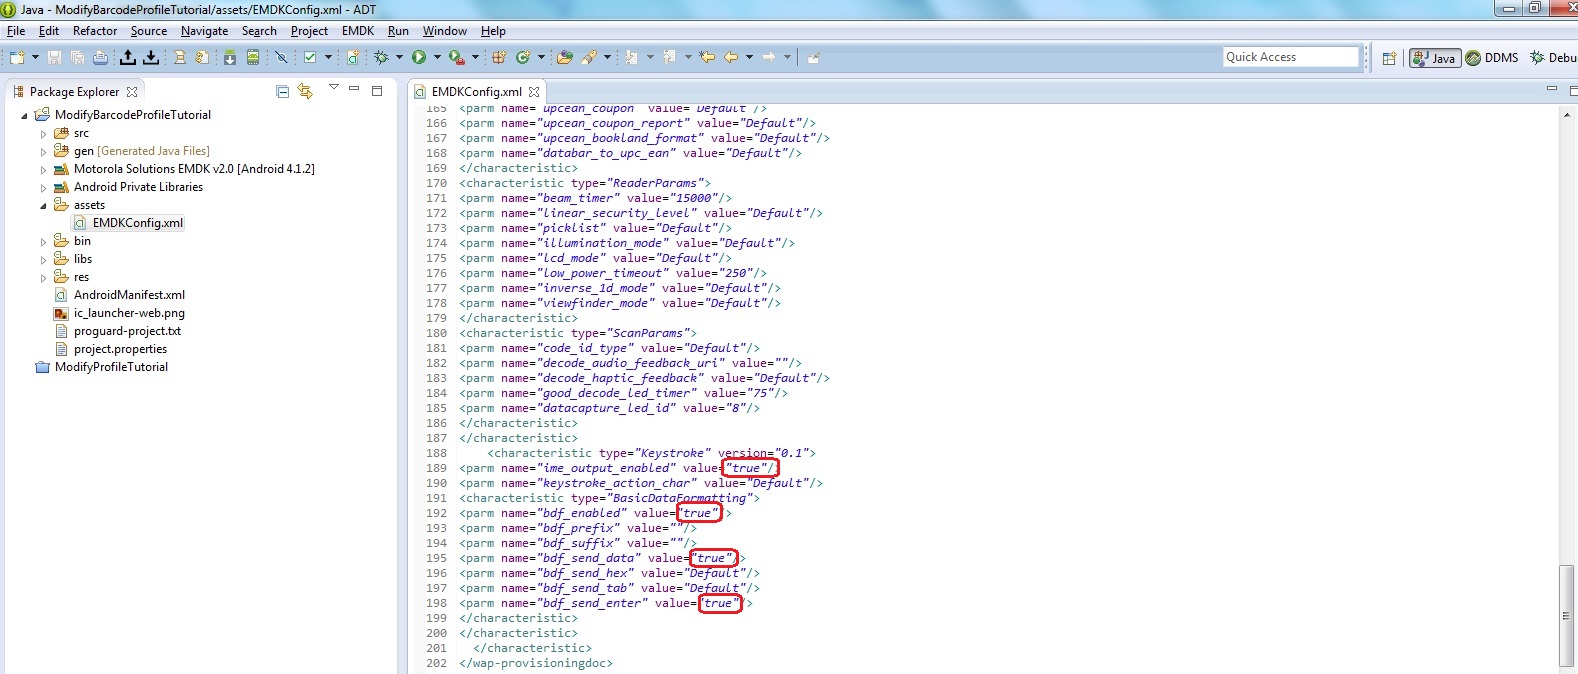 Java - ModifyBarcodeProfileTutorial/assets/EMDKConfig.xml - ADT
File Edit Refactor Source Navigate Search Project EMDK Run Window Help
Quick Access
Java DDMS Debu
Package Explorer
ModifyBarcodeProfileTutorial
src
gen [Generated Java Files]
Motorola Solutions EMDK v2.0 [Android 4.1.2]
Android Private Libraries
assets
EMDKConfig.xml
bin
libs
res
AndroidManifest.xml
ic_launcher-web.png
proguard-project.txt
project.properties
ModifyProfileTutorial
EMDKConfig.xml
165 <parm name="upcean_coupon" value="Default"/>
166 <parm name="upcean_coupon_report" value="Default"/>
167 <parm name="upcean_bookland_format" value="Default"/>
168 <parm name="databar_to_upc_ean" value="Default"/>
169 </characteristic>
170 <characteristic type="ReaderParams">
171 <parm name="beam_timer" value="15000"/>
172 <parm name="linear_security_level" value="Default"/>
173 <parm name="picklist" value="Default"/>
174 <parm name="illumination_mode" value="Default"/>
175 <parm name="lcd_mode" value="Default"/>
176 <parm name="low_power_timeout" value="250"/>
177 <parm name="inverse_1d_mode" value="Default"/>
178 <parm name="viewfinder_mode" value="Default"/>
179 </characteristic>
180 <characteristic type="ScanParams">
181 <parm name="code_id_type" value="Default"/>
182 <parm name="decode_audio_feedback_uri" value=""/>
183 <parm name="decode_haptic_feedback" value="Default"/>
184 <parm name="good_decode_led_timer" value="75"/>
185 <parm name="datacapture_led_id" value="8"/>
186 </characteristic>
187 </characteristic>
188 <characteristic type="Keystroke" version="0.1">
189 <parm name="ime_output_enabled" value="true"/>
190 <parm name="keystroke_action_char" value="Default"/>
191 <characteristic type="BasicDataFormatting">
192 <parm name="bdf_enabled" value="true"/>
193 <parm name="bdf_prefix" value=""/>
194 <parm name="bdf_suffix" value=""/>
195 <parm name="bdf_send_data" value="true"/>
196 <parm name="bdf_send_hex" value="Default"/>
197 <parm name="bdf_send_tab" value="Default"/>
198 <parm name="bdf_send_enter" value="true"/>
199 </characteristic>
200 </characteristic>
201 </characteristic>
202 </wap-provisioningdoc>